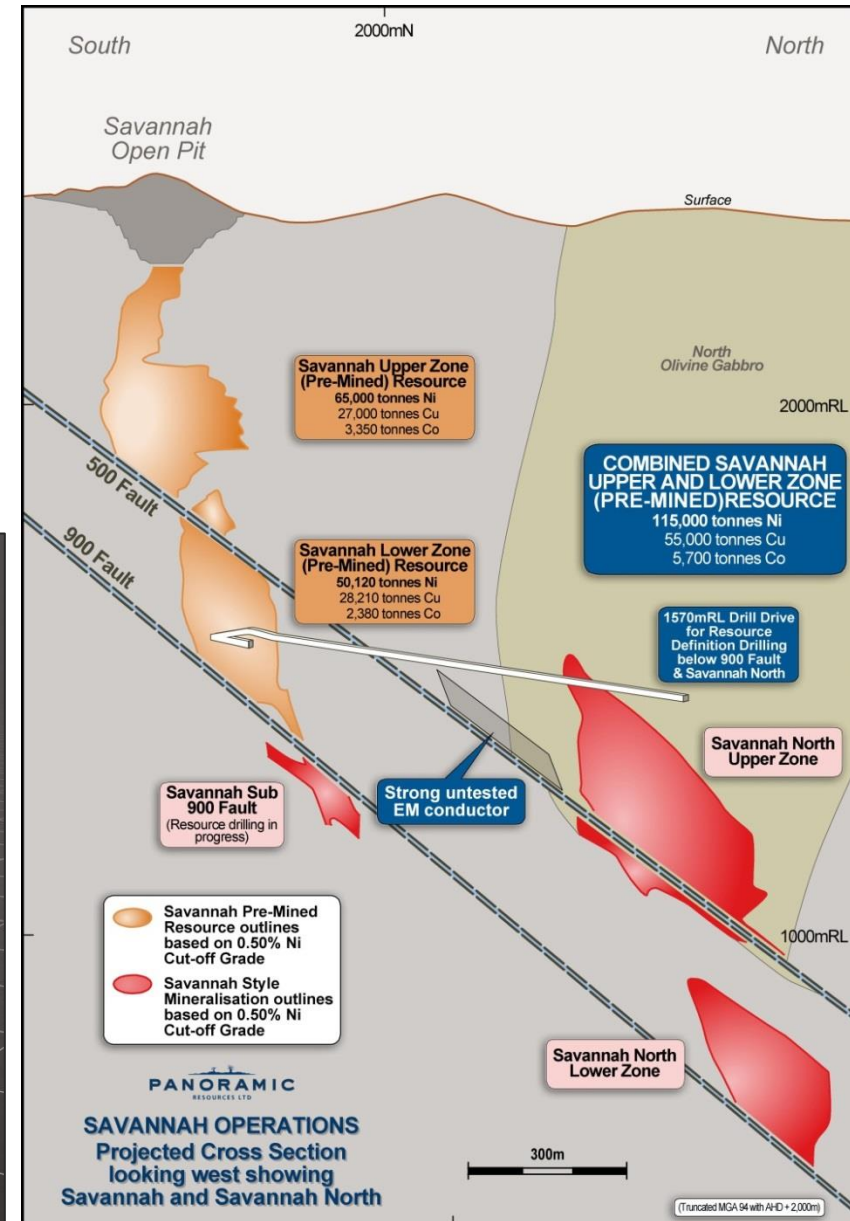 2000mN
South
North
Savannah
Open Pit
Surface
North
Olivine Gabbro
Savannah Upper Zone
(Pre-Mined) Resource
65,000 tonnes Ni
27,000 tonnes Cu
3,350 tonnes Co
2000mRL
500 Fault
900 Fault
COMBINED SAVANNAH
UPPER AND LOWER ZONE
(PRE-MINED)RESOURCE
115,000 tonnes Ni
55,000 tonnes Cu
5,700 tonnes Co
Savannah Lower Zone
(Pre-Mined) Resource
50,120 tonnes Ni
28,210 tonnes Cu
2,380 tonnes Co
1570mRL Drill Drive
for Resource
Definition Drilling
below 900 Fault
& Savannah North
Savannah North
Upper Zone
Savannah Sub
900 Fault
(Resource drilling in
progress)
Strong untested
EM conductor
Savannah Pre-Mined
Resource outlines
based on 0.50% Ni
Cut-off Grade
1000mRL
Savannah Style
Mineralisation outlines
based on 0.50% Ni
Cut-off Grade
Savannah North
Lower Zone
PANORAMIC
RESOURCES LTD
SAVANNAH OPERATIONS
Projected Cross Section
looking west showing
Savannah and Savannah North
300m
(Truncated MGA 94 with AHD + 2,000m)